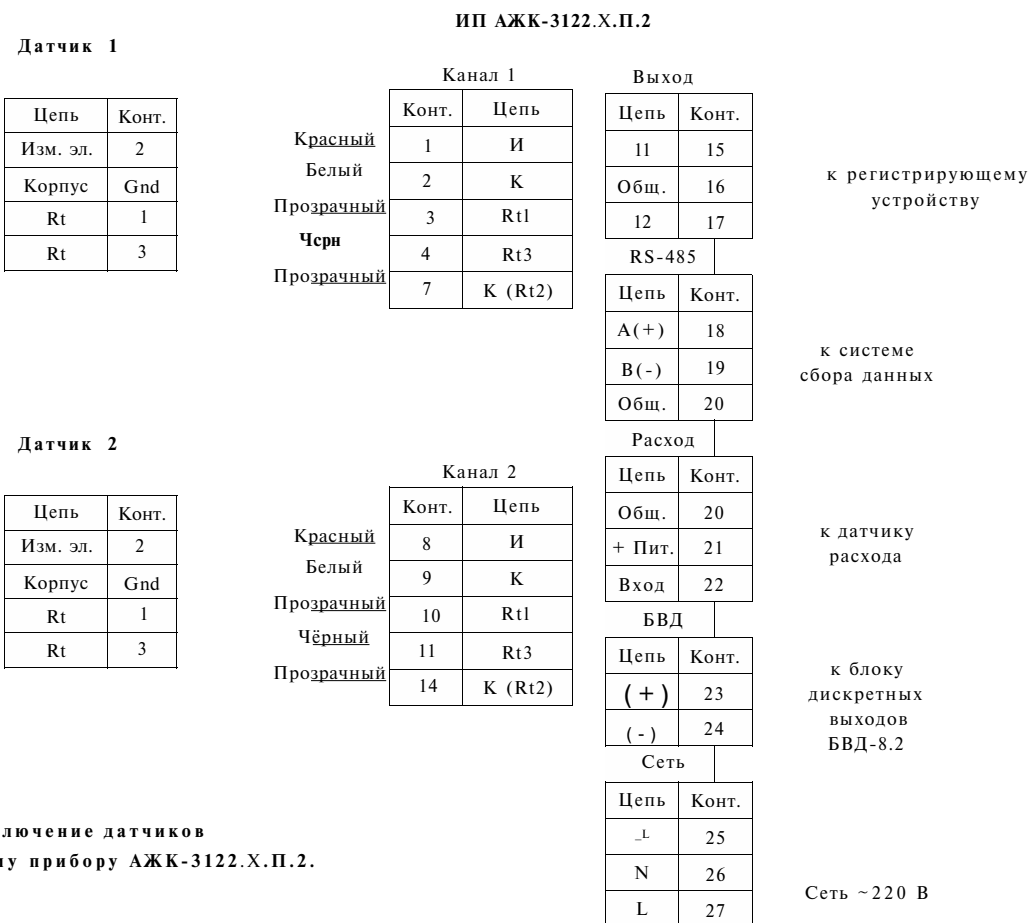 ИП АЖК-3122.Х.П.2
Датчик 1
Цепь Конт.
Изм. эл. 2
Корпус Gnd
Rt 1
Rt 3
Канал 1
Конт. Цепь
Красный 1 И
Белый 2 К
Прозрачный 3 Rt1
Чсрн 4 Rt3
Прозрачный 7 К (Rt2)
Выход
Цепь Конт.
11 15
Общ. 16
12 17
к регистрирующему
устройству
RS-485
Цепь Конт.
А(+) 18
В(-) 19
Общ. 20
к системе
сбора данных
Датчик 2
Цепь Конт.
Изм. эл. 2
Корпус Gnd
Rt 1
Rt 3
Канал 2
Конт. Цепь
Красный 8 И
Белый 9 К
Прозрачный 10 Rt1
Чёрный 11 Rt3
Прозрачный 14 К (Rt2)
Расход
Цепь Конт.
Общ. 20
+ Пит. 21
Вход 22
к датчику
расхода
БВД
Цепь Конт.
(+) 23
(-) 24
к блоку
дискретных
выходов
БВД-8.2
Сеть
Цепь Конт.
_L 25
N 26
L 27
Сеть ~220 В
лючение датчиков
у прибору АЖК-3122.Х.П.2.